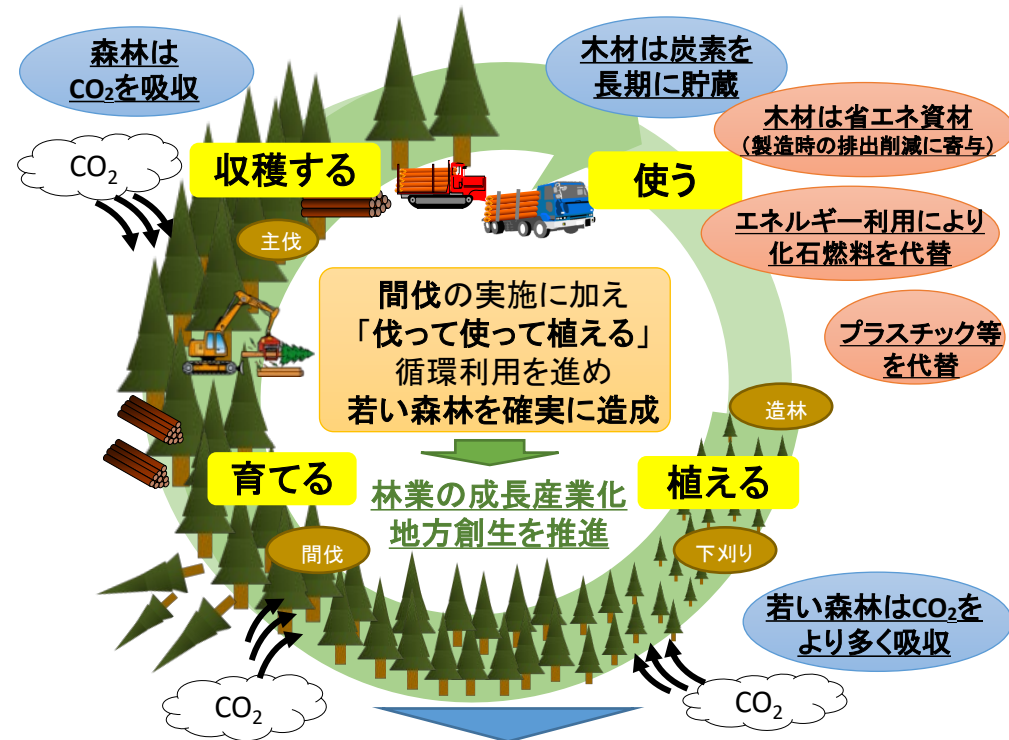 森林は
CO₂を吸収
木材は炭素を
長期に貯蔵
木材は省エネ資材
（製造時の排出削減に寄与）
CO₂
収穫する
使う
エネルギー利用により
化石燃料を代替
主伐
間伐の実施に加え
「伐って使って植える」
循環利用を進め
若い森林を確実に造成
プラスチック等
を代替
造林
育てる
植える
林業の成長産業化
地方創生を推進
間伐
下刈り
若い森林はCO₂を
より多く吸収
CO₂
CO₂